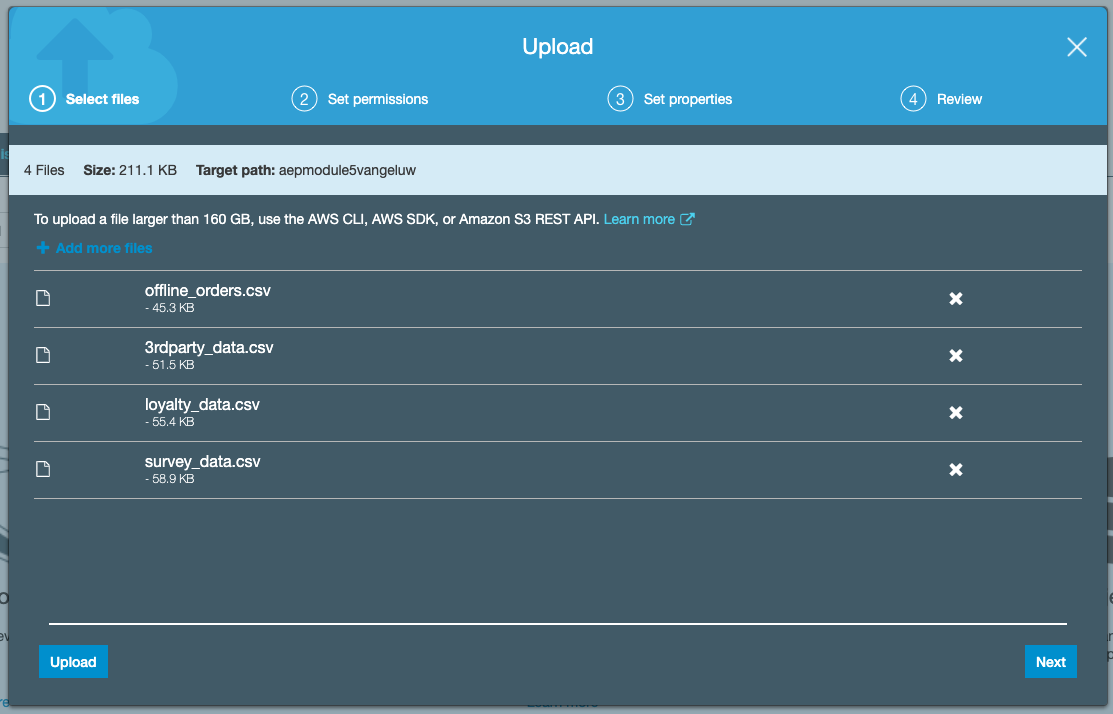 Upload
1 Select files
2 Set permissions
3 Set properties
4 Review
4 Files Size: 211.1 KB Target path: aepmodule5vangeluw
To upload a file larger than 160 GB, use the AWS CLI, AWS SDK, or Amazon S3 REST API. Learn more
+ Add more files
offline_orders.csv
- 45.3 KB
3rdparty_data.csv
- 51.5 KB
loyalty_data.csv
- 55.4 KB
survey_data.csv
- 58.9 KB
Upload
Next